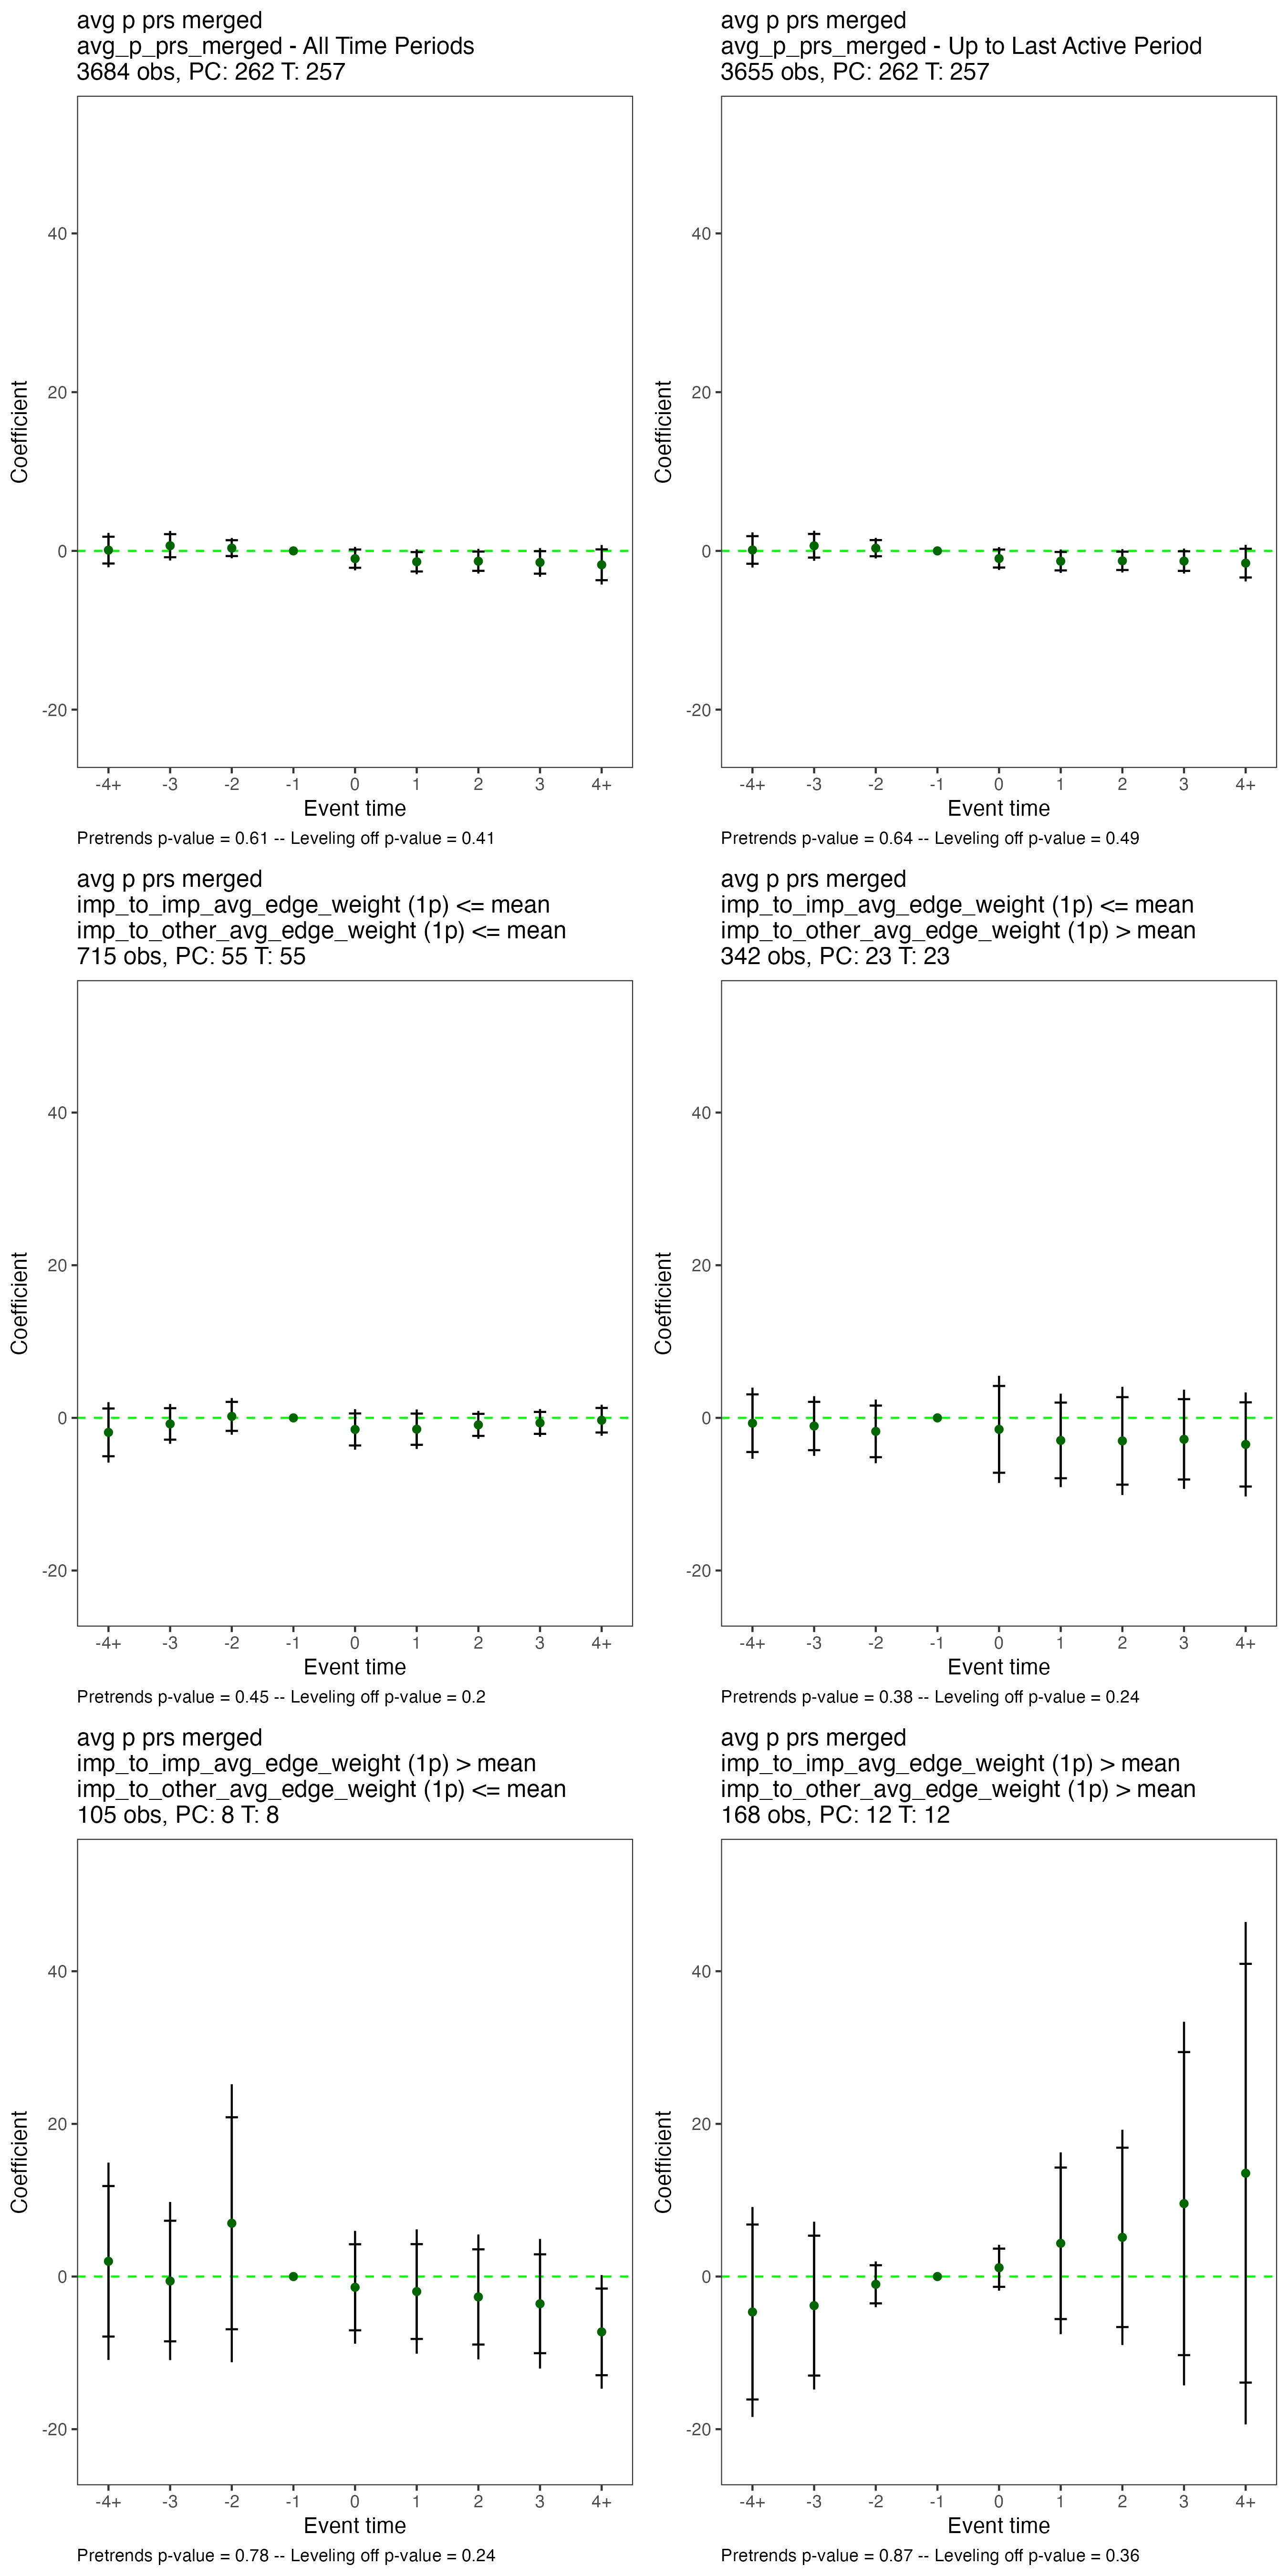 avg p prs merged
avg_p_prs_merged - All Time Periods
3684 obs, PC: 262 T: 257
40
20
0
-20
Coefficient
-4+ -3 -2 -1 0 1 2 3 4+
Event time
Pretrends p-value = 0.61 -- Leveling off p-value = 0.41
avg p prs merged
avg_p_prs_merged - Up to Last Active Period
3655 obs, PC: 262 T: 257
40
20
0
-20
Coefficient
-4+ -3 -2 -1 0 1 2 3 4+
Event time
Pretrends p-value = 0.64 -- Leveling off p-value = 0.49
avg p prs merged
imp_to_imp_avg_edge_weight (1p) <= mean
imp_to_other_avg_edge_weight (1p) <= mean
715 obs, PC: 55 T: 55
40
20
0
-20
Coefficient
-4+ -3 -2 -1 0 1 2 3 4+
Event time
Pretrends p-value = 0.45 -- Leveling off p-value = 0.2
avg p prs merged
imp_to_imp_avg_edge_weight (1p) <= mean
imp_to_other_avg_edge_weight (1p) > mean
342 obs, PC: 23 T: 23
40
20
0
-20
Coefficient
-4+ -3 -2 -1 0 1 2 3 4+
Event time
Pretrends p-value = 0.38 -- Leveling off p-value = 0.24
avg p prs merged
imp_to_imp_avg_edge_weight (1p) > mean
imp_to_other_avg_edge_weight (1p) <= mean
105 obs, PC: 8 T: 8
40
20
0
-20
Coefficient
-4+ -3 -2 -1 0 1 2 3 4+
Event time
Pretrends p-value = 0.78 -- Leveling off p-value = 0.24
avg p prs merged
imp_to_imp_avg_edge_weight (1p) > mean
imp_to_other_avg_edge_weight (1p) > mean
168 obs, PC: 12 T: 12
40
20
0
-20
Coefficient
-4+ -3 -2 -1 0 1 2 3 4+
Event time
Pretrends p-value = 0.87 -- Leveling off p-value = 0.36